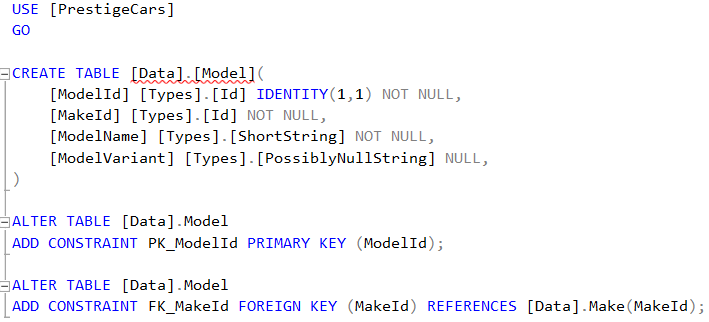 USE [PrestigeCars]
GO
CREATE TABLE [Data].[Model](
[ModelId] [Types].[Id] IDENTITY(1,1) NOT NULL,
[MakeId] [Types].[Id] NOT NULL,
[ModelName] [Types].[ShortString] NOT NULL,
[ModelVariant] [Types].[PossiblyNullString] NULL,
)
ALTER TABLE [Data].Model
ADD CONSTRAINT PK_ModelId PRIMARY KEY (ModelId);
ALTER TABLE [Data].Model
ADD CONSTRAINT FK_MakeId FOREIGN KEY (MakeId) REFERENCES [Data].Make(MakeId);